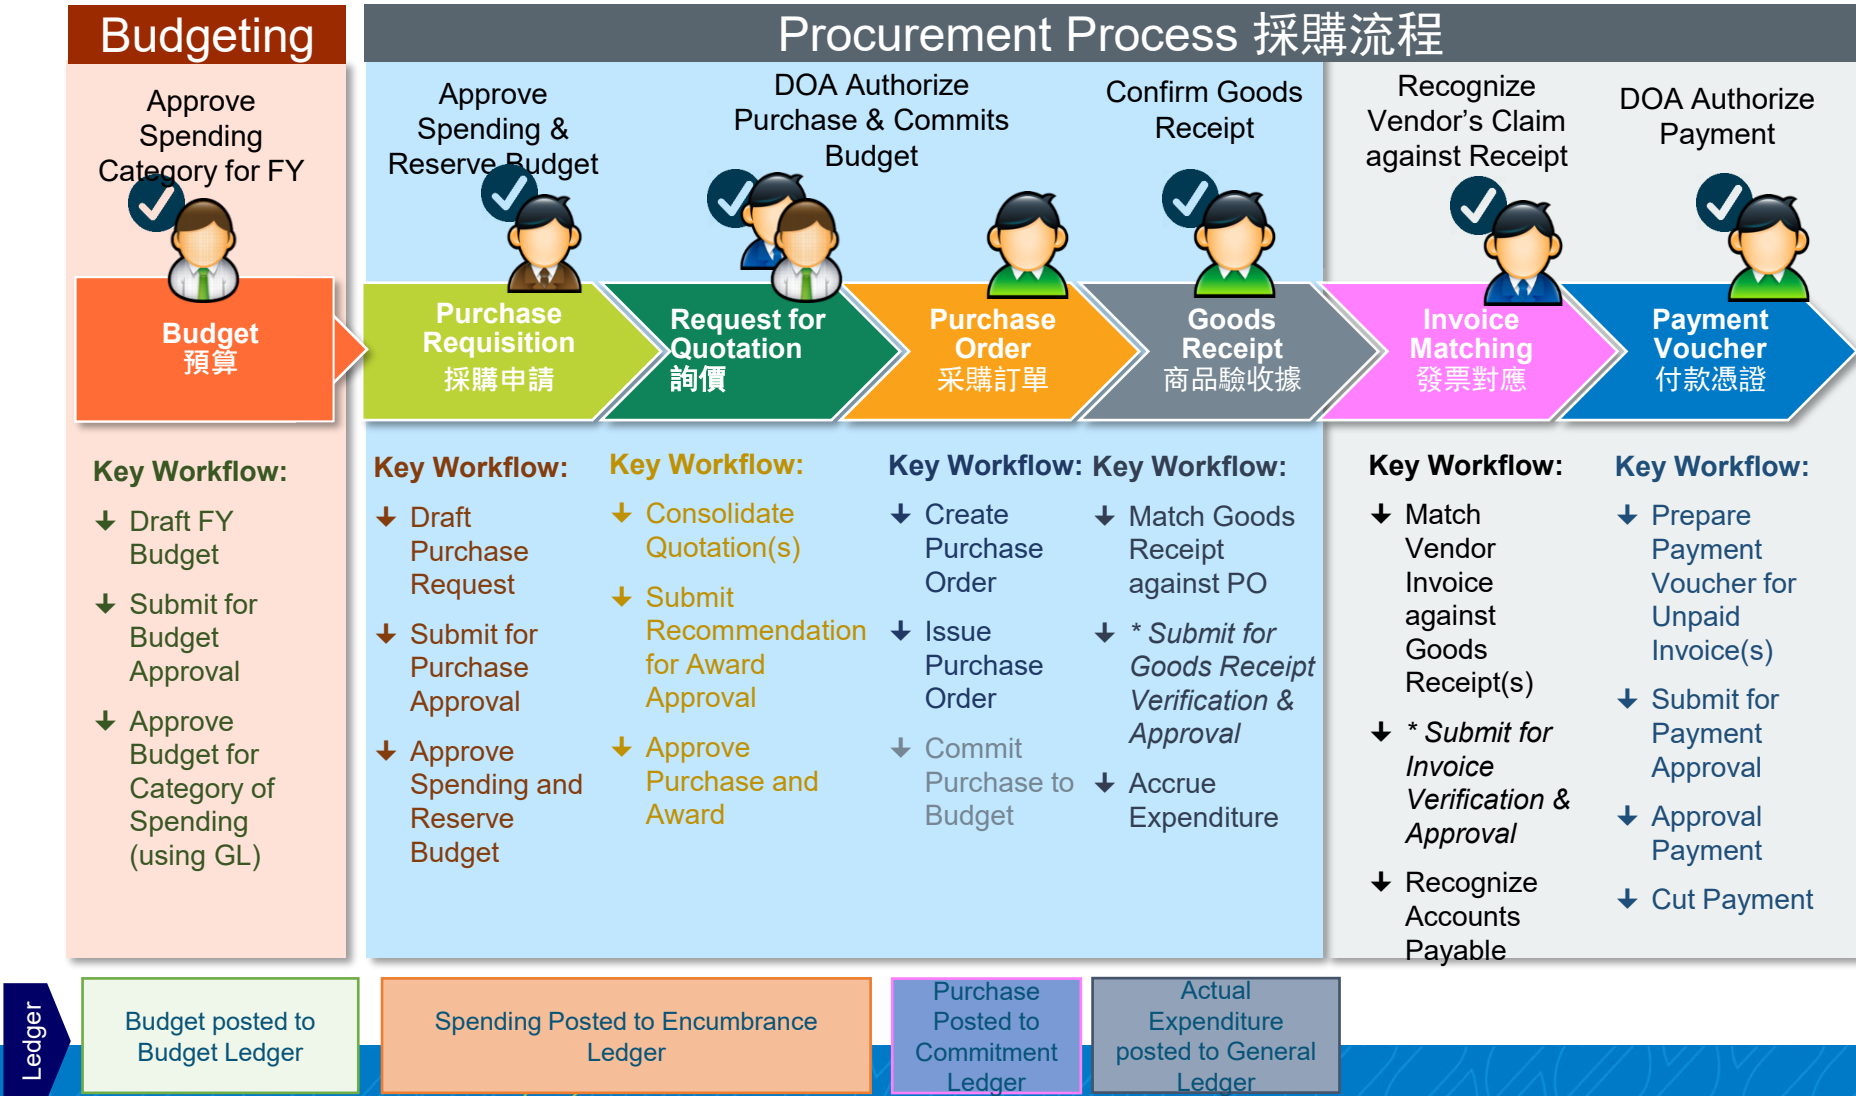 Budgeting
Procurement Process 採購流程
Approve
Spending
Category for FY
Approve
Spending &
Reserve Budget
DOA Authorize
Purchase & Commits
Budget
Confirm Goods
Receipt
Recognize
Vendor's Claim
against Receipt
DOA Authorize
Payment
Budget
預算
Purchase
Requisition
採購申請
Request for
Quotation
詢價
Purchase
Order
采購訂單
Goods
Receipt
商品驗收據
Invoice
Matching
發票對應
Payment
Voucher
付款憑證
Key Workflow:
Draft FY
Budget
Submit for
Budget
Approval
Approve
Budget for
Category of
Spending
(using GL)
Key Workflow:
Draft
Purchase
Request
Submit for
Purchase
Approval
Approve
Spending and
Reserve
Budget
Key Workflow:
Consolidate
Quotation(s)
Submit
Recommendation
for Award
Approval
Approve
Purchase and
Award
Key Workflow:
Create
Purchase
Order
Issue
Purchase
Order
Commit
Purchase to
Budget
Key Workflow:
Match Goods
Receipt
against PO
* Submit for
Goods Receipt
Verification &
Approval
Accrue
Expenditure
Key Workflow:
Match
Vendor
Invoice
against
Goods
Receipt(s)
* Submit for
Invoice
Verification &
Approval
Recognize
Accounts
Payable
Key Workflow:
Prepare
Payment
Voucher for
Unpaid
Invoice(s)
Submit for
Payment
Approval
Approval
Payment
Cut Payment
Ledger
Budget posted to
Budget Ledger
Spending Posted to Encumbrance
Ledger
Purchase
Posted to
Commitment
Ledger
Actual
Expenditure
posted to General
Ledger